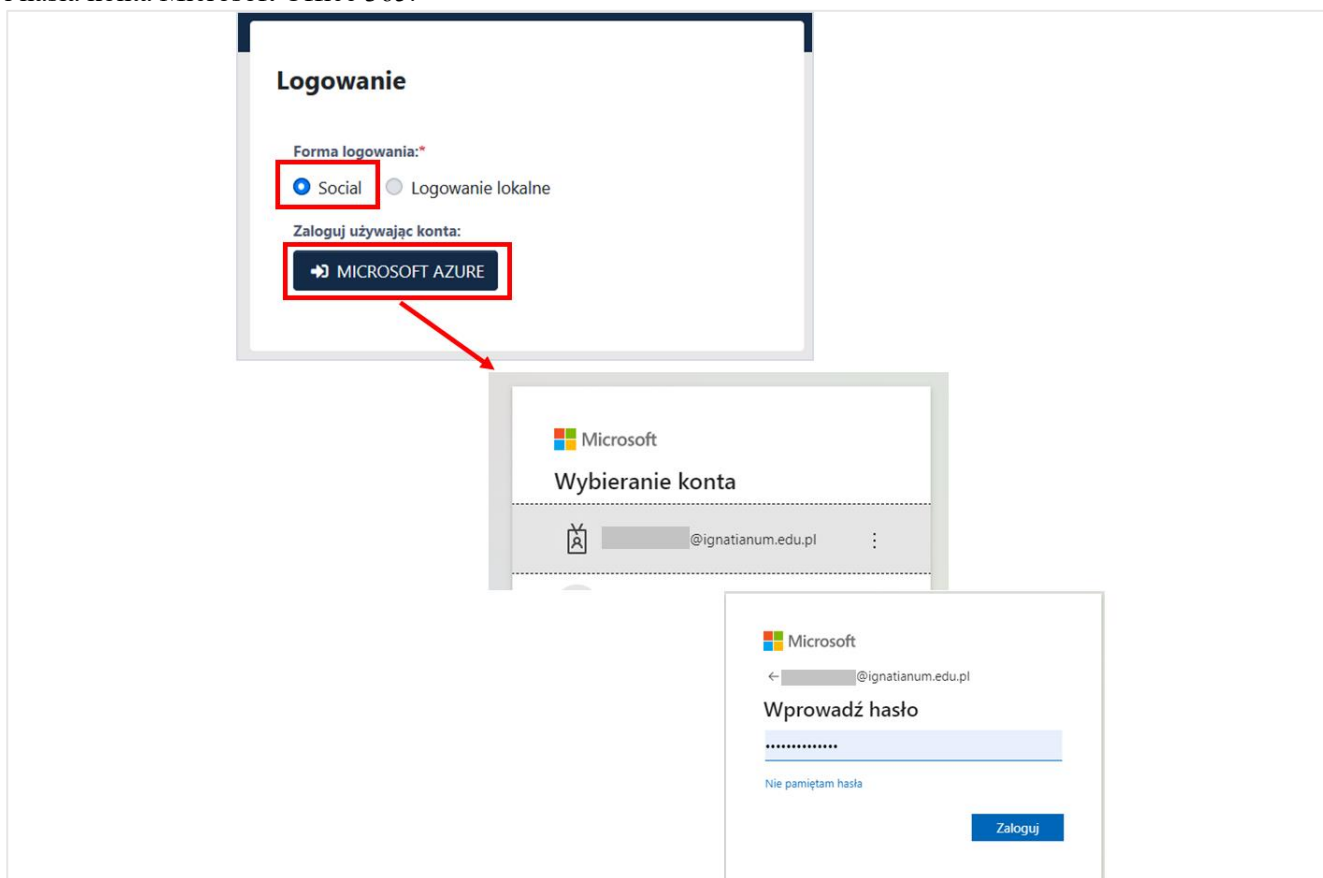 Logowanie
Forma logowania:*
Social Logowanie lokalne
Zaloguj używając konta:
MICROSOFT AZURE
Microsoft
Wybieranie konta
@ignatianum.edu.pl
Microsoft
@ignatianum.edu.pl
Wprowadź hasło
Nie pamiętam hasła
Zaloguj